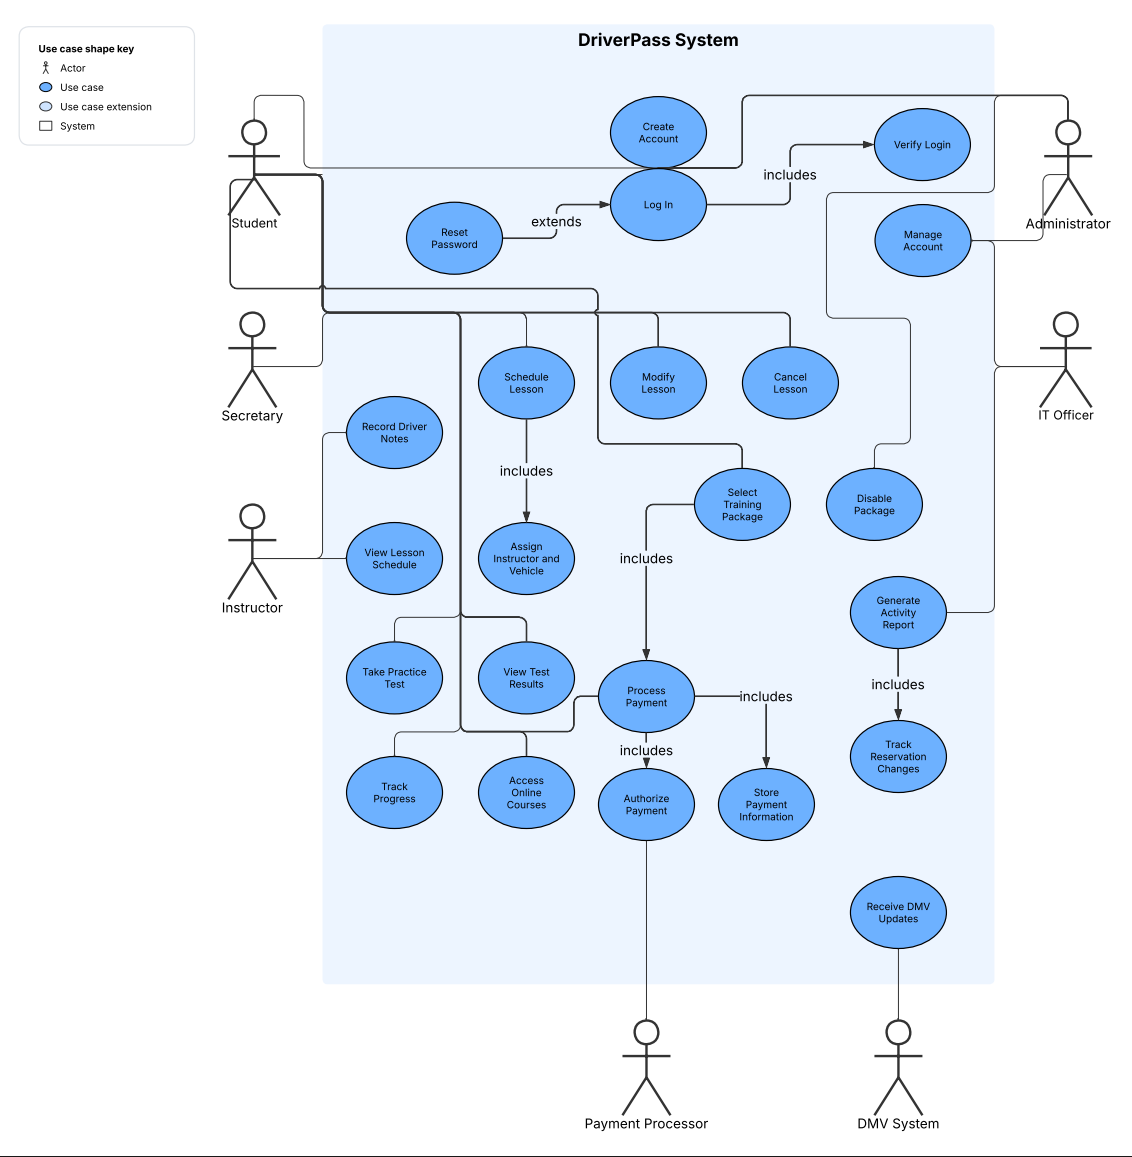 DriverPass System
Use case shape key
Actor
Use case
Use case extension
System
Create
Account
Verify Login
includes
Log In
extends
Reset
Password
Manage
Account
Student
Administrator
Schedule
Lesson
Modify
Lesson
Cancel
Lesson
Secretary
IT Officer
Record Driver
Notes
includes
Select
Training
Package
Disable
Package
View Lesson
Schedule
Assign
Instructor and
Vehicle
includes
Instructor
Generate
Activity
Report
Take Practice
Test
View Test
Results
Process
Payment
includes
includes
includes
Track
Reservation
Changes
Track
Progress
Access
Online
Courses
Authorize
Payment
Store
Payment
Information
Receive DMV
Updates
Payment Processor
DMV System